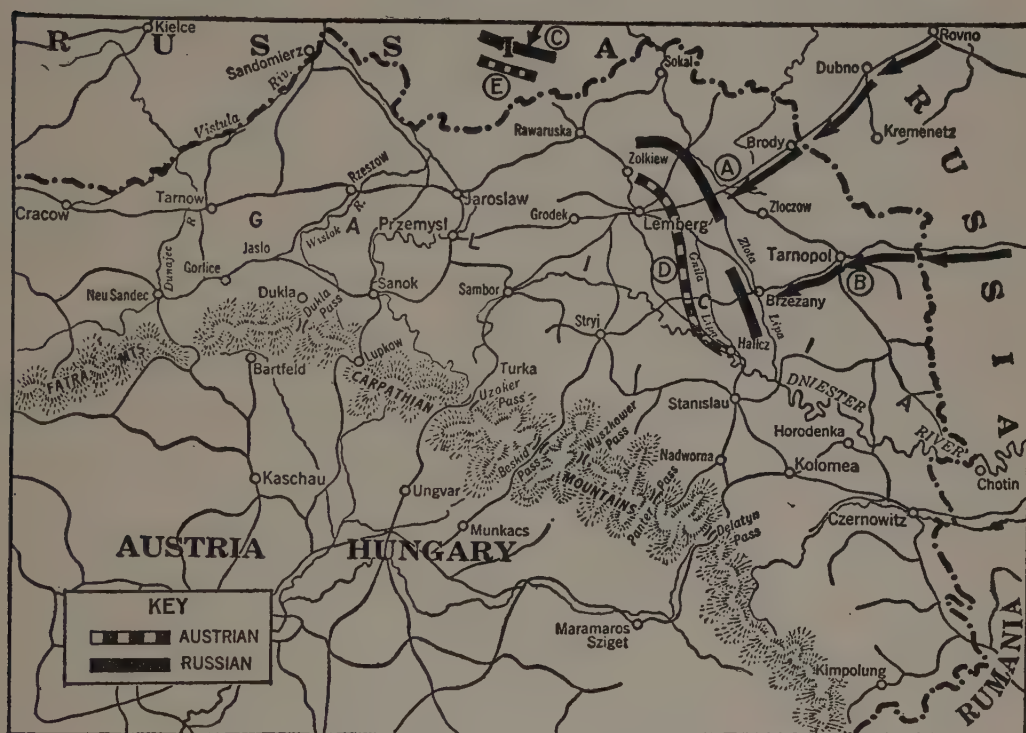 R U S S I A
Kielce
Sandomierz
Riv.
Vistula
C
E
Sokal
Rovno
Dubno
R U S S I A
Kremenetz
Rawaruska
Brody
A
Zolkiew
Rzeszow
Tarnow
Cracow
Jaroslaw
R
G A L I C I A
Wislok R.
Przemysl
Grodek
Lemberg
Zloczow
Dunajec
Jaslo
Gnila
Lipa
Zlota
Lipa
Tarnopol
B
D
Gorlice
Neu Sandec
Dukla
Dukla Pass
Sanok
Sambor
Brzezany
Stryj
Halicz
Lupkow
FATRA MTS.
Bartfeld
CARPATHIAN
MOUNTAINS
Turka
Uzoker Pass
Stanislau
DNIESTER
RIVER
Beskid Pass
Wyszkower Pass
Horodenka
Nadworna
Panter Pass
Kolomea
Chotin
Kaschau
Ungvar
Munkacs
Delatyn Pass
Czernowitz
AUSTRIA HUNGARY
KEY
AUSTRIAN
RUSSIAN
Maramaros
Sziget
Kimpolung
RUMANIA